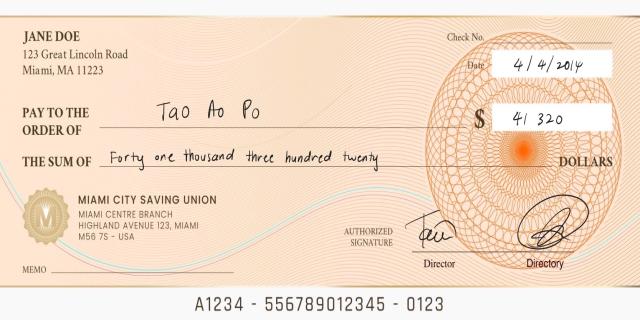 JANE DOE
123 Great Lincoln Road
Miami, MA 11223
Check No.
Date 4/4/2014
PAY TO THE
ORDER OF Tao Ao Po
$ 41 320
THE SUM OF Forty one thousand three hundred twenty DOLLARS
MIAMI CITY SAVING UNION
MIAMI CENTRE BRANCH
HIGHLAND AVENUE 123, MIAMI
M56 7S - USA
AUTHORIZED
SIGNATURE
Director
Directory
MEMO
A1234 - 556789012345 - 0123